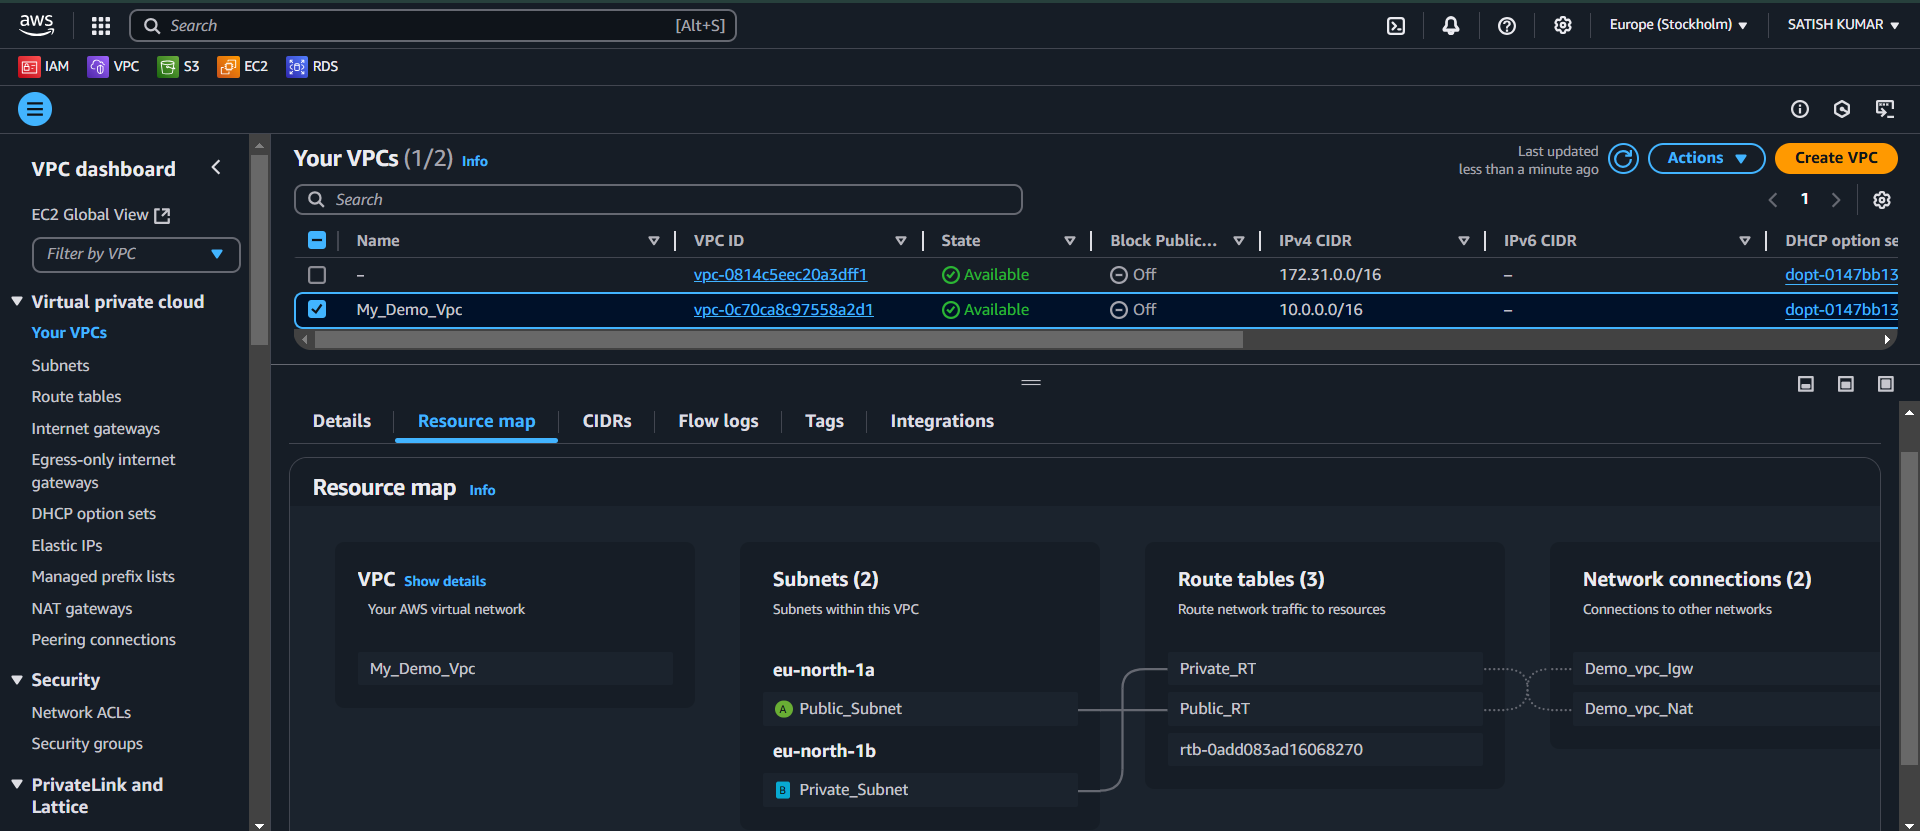 aws
Search [Alt+S]
Europe (Stockholm)
SATISH KUMAR
IAM VPC S3 EC2 RDS
VPC dashboard
EC2 Global View
Filter by VPC
Virtual private cloud
Your VPCs
Subnets
Route tables
Internet gateways
Egress-only internet
gateways
DHCP option sets
Elastic IPs
Managed prefix lists
NAT gateways
Peering connections
Security
Network ACLs
Security groups
PrivateLink and
Lattice
Your VPCs (1/2) Info
Last updated
less than a minute ago
Actions
Create VPC
Search
1
Name VPC ID State Block Public... IPv4 CIDR IPv6 CIDR DHCP option se
– vpc-0814c5eec20a3dff1 Available Off 172.31.0.0/16 – dopt-0147bb13
My_Demo_Vpc vpc-0c70ca8c97558a2d1 Available Off 10.0.0.0/16 – dopt-0147bb13
Details Resource map CIDRs Flow logs Tags Integrations
Resource map Info
VPC Show details
Your AWS virtual network
My_Demo_Vpc
Subnets (2)
Subnets within this VPC
eu-north-1a
A Public_Subnet
eu-north-1b
B Private_Subnet
Route tables (3)
Route network traffic to resources
Private_RT
Public_RT
rtb-0add083ad16068270
Network connections (2)
Connections to other networks
Demo_vpc_Igw
Demo_vpc_Nat